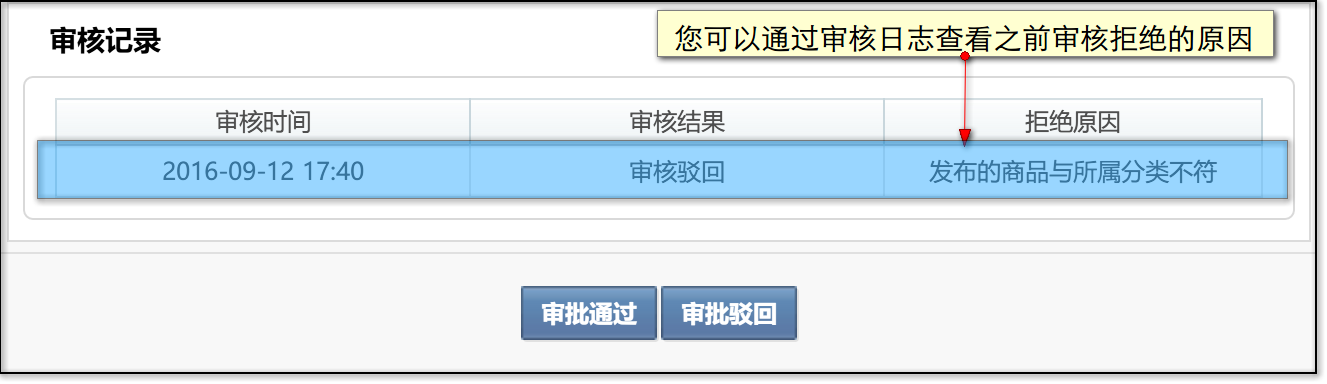 审核记录
您可以通过审核日志查看之前审核拒绝的原因
审核时间 审核结果 拒绝原因
2016-09-12 17:40 审核驳回 发布的商品与所属分类不符
审批通过 审批驳回